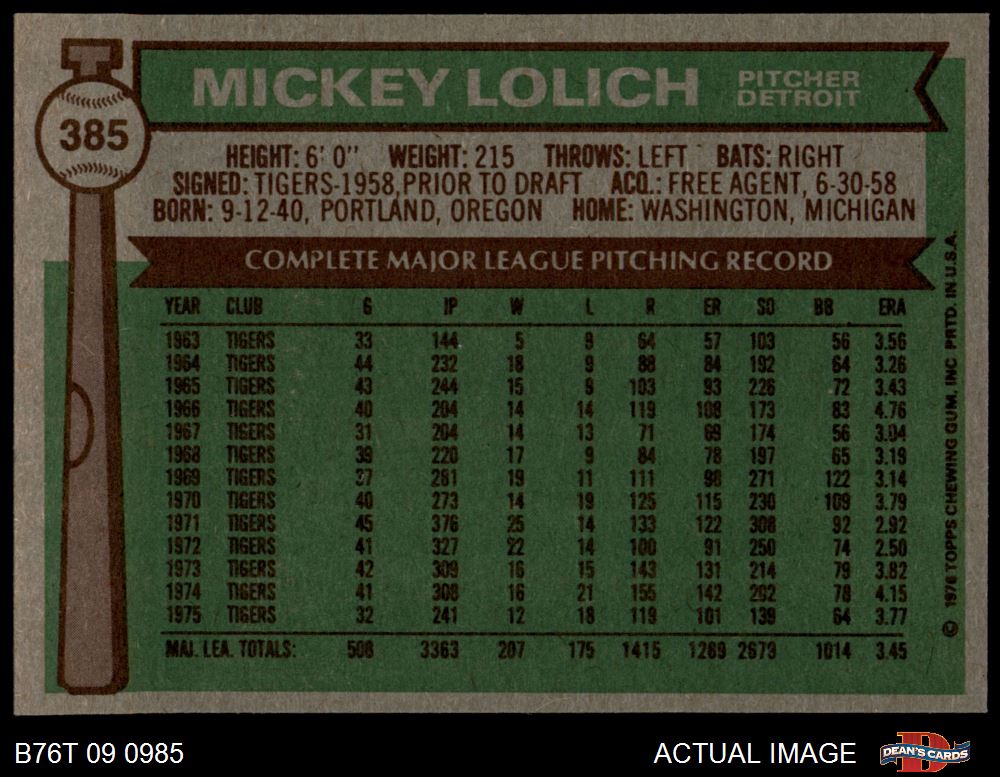 385
MICKEY LOLICH PITCHER DETROIT
HEIGHT: 6' 0" WEIGHT: 215 THROWS: LEFT BATS: RIGHT
SIGNED: TIGERS-1958, PRIOR TO DRAFT ACQ.: FREE AGENT, 6-30-58
BORN: 9-12-40, PORTLAND, OREGON HOME: WASHINGTON, MICHIGAN
COMPLETE MAJOR LEAGUE PITCHING RECORD
YEAR CLUB G IP W L R ER SO BB ERA
1963 TIGERS 33 144 5 9 64 57 103 56 3.56
1964 TIGERS 44 232 18 9 88 84 192 64 3.26
1965 TIGERS 43 244 15 9 103 93 226 72 3.43
1966 TIGERS 40 204 14 14 119 108 173 83 4.76
1967 TIGERS 31 204 14 13 71 69 174 56 3.04
1968 TIGERS 39 220 17 9 84 78 197 65 3.19
1969 TIGERS 37 281 19 11 111 98 271 122 3.14
1970 TIGERS 40 273 14 19 125 115 230 109 3.79
1971 TIGERS 45 376 25 14 133 122 308 92 2.92
1972 TIGERS 41 327 22 14 100 91 250 74 2.50
1973 TIGERS 42 309 16 15 143 131 214 79 3.82
1974 TIGERS 41 308 16 21 155 142 202 78 4.15
1975 TIGERS 32 241 12 18 119 101 139 64 3.77
MAJ. LEA. TOTALS: 508 3363 207 175 1415 1289 2679 1014 3.45
© 1976 TOPPS CHEWING GUM, INC PRTD. IN U.S.A.
B76T 09 0985 ACTUAL IMAGE DEAN'S CARDS